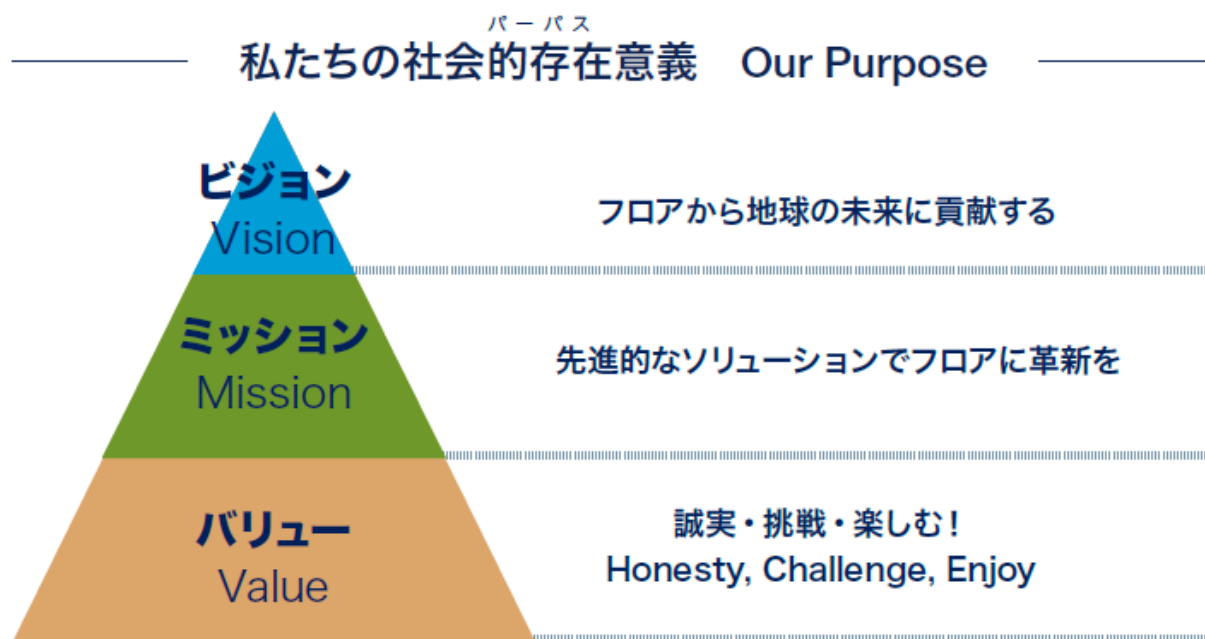 パーパス
私たちの社会的存在意義 Our Purpose
ビジョン
Vision
フロアから地球の未来に貢献する
ミッション
Mission
先進的なソリューションでフロアに革新を
バリュー
Value
誠実・挑戦・楽しむ！
Honesty, Challenge, Enjoy